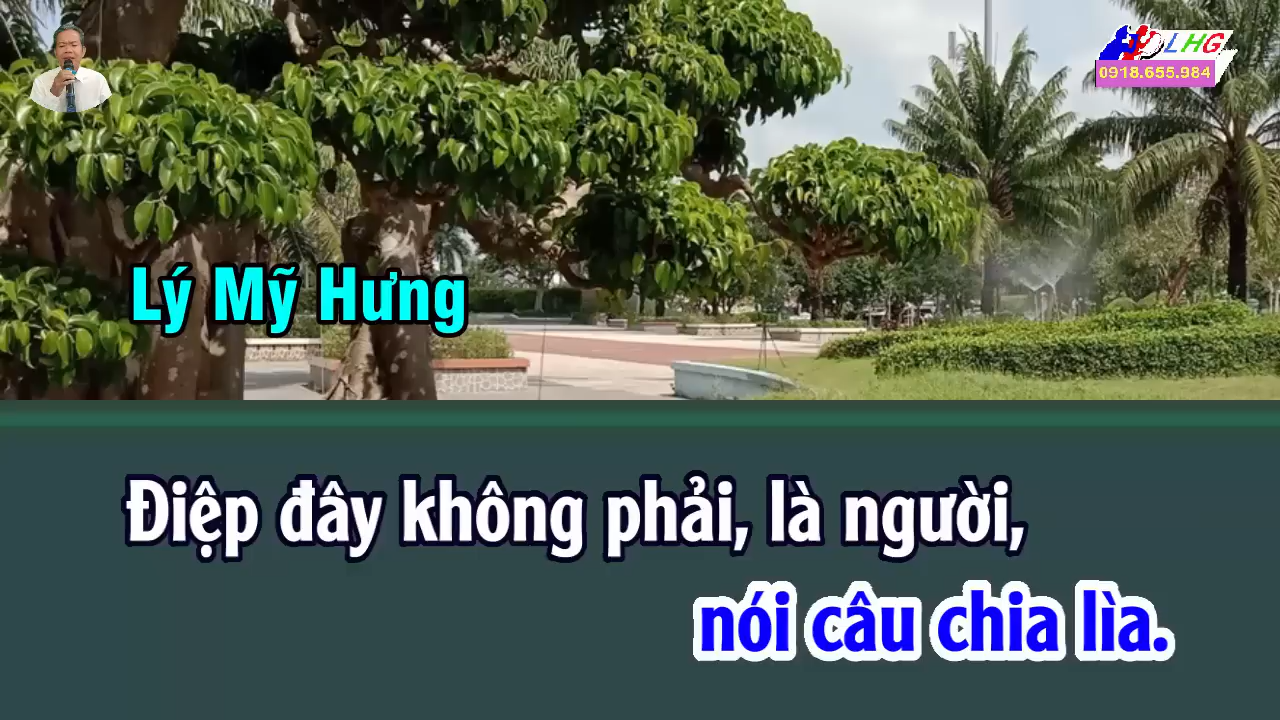 LHG
0918.655.984
Lý Mỹ Hưng
Điệp đây không phải, là người,
nói câu chia lìa.